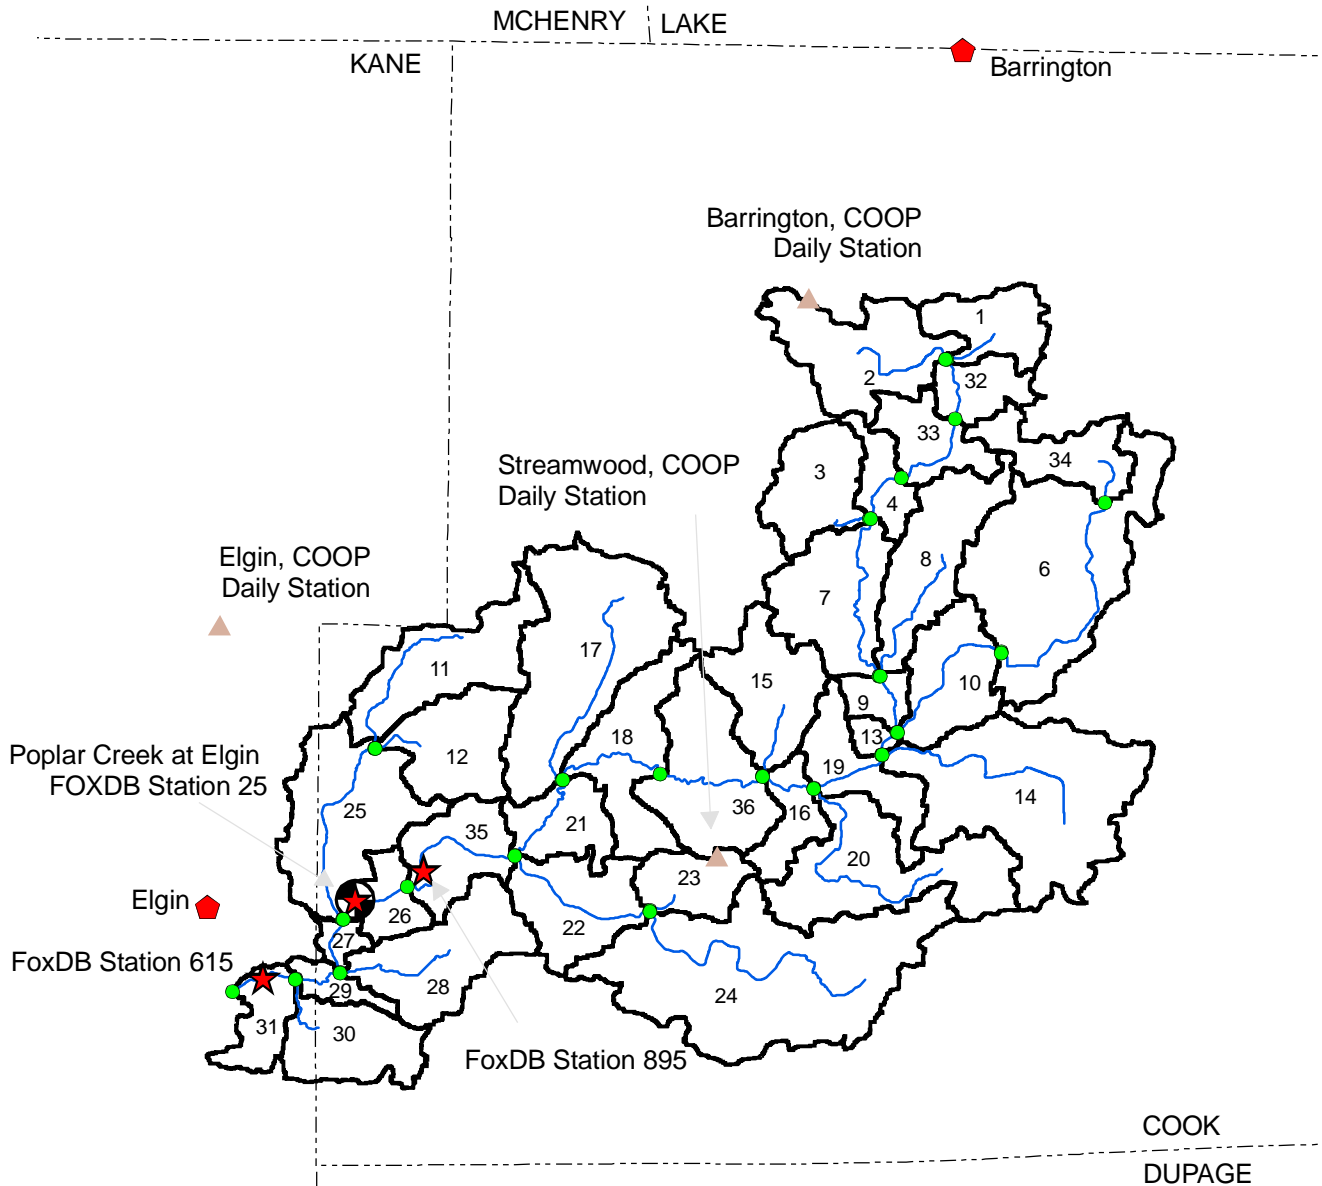 MCHENRY
LAKE
KANE
Barrington
Barrington, COOP
Daily Station
1
2
32
33
3
34
Streamwood, COOP
Daily Station
4
8
6
7
Elgin, COOP
Daily Station
17
11
15
10
9
18
13
12
19
Poplar Creek at Elgin
FOXDB Station 25
25
36
16
14
21
35
20
23
Elgin
26
22
27
FoxDB Station 615
28
29
24
31
30
FoxDB Station 895
COOK
DUPAGE